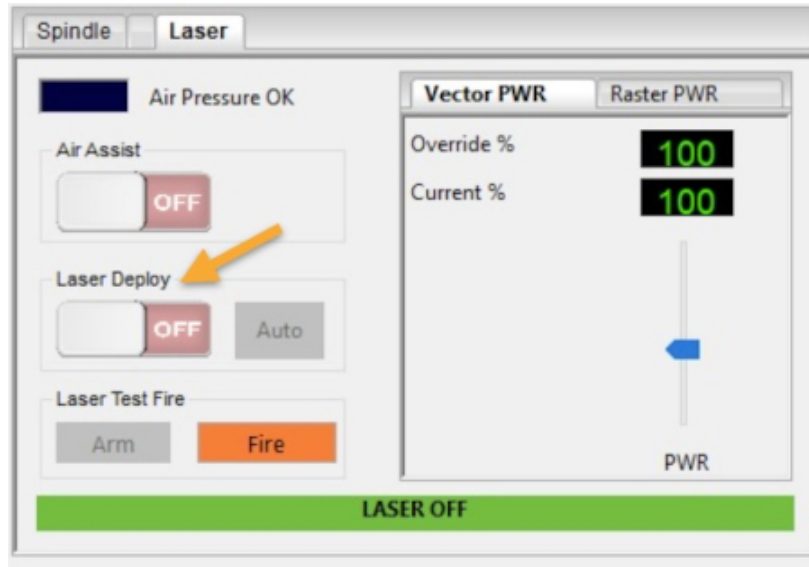 Spindle Laser
Air Pressure OK
Vector PWR Raster PWR
Air Assist
OFF
Override % 100
Current % 100
Laser Deploy
OFF Auto
Laser Test Fire
Arm Fire
PWR
LASER OFF